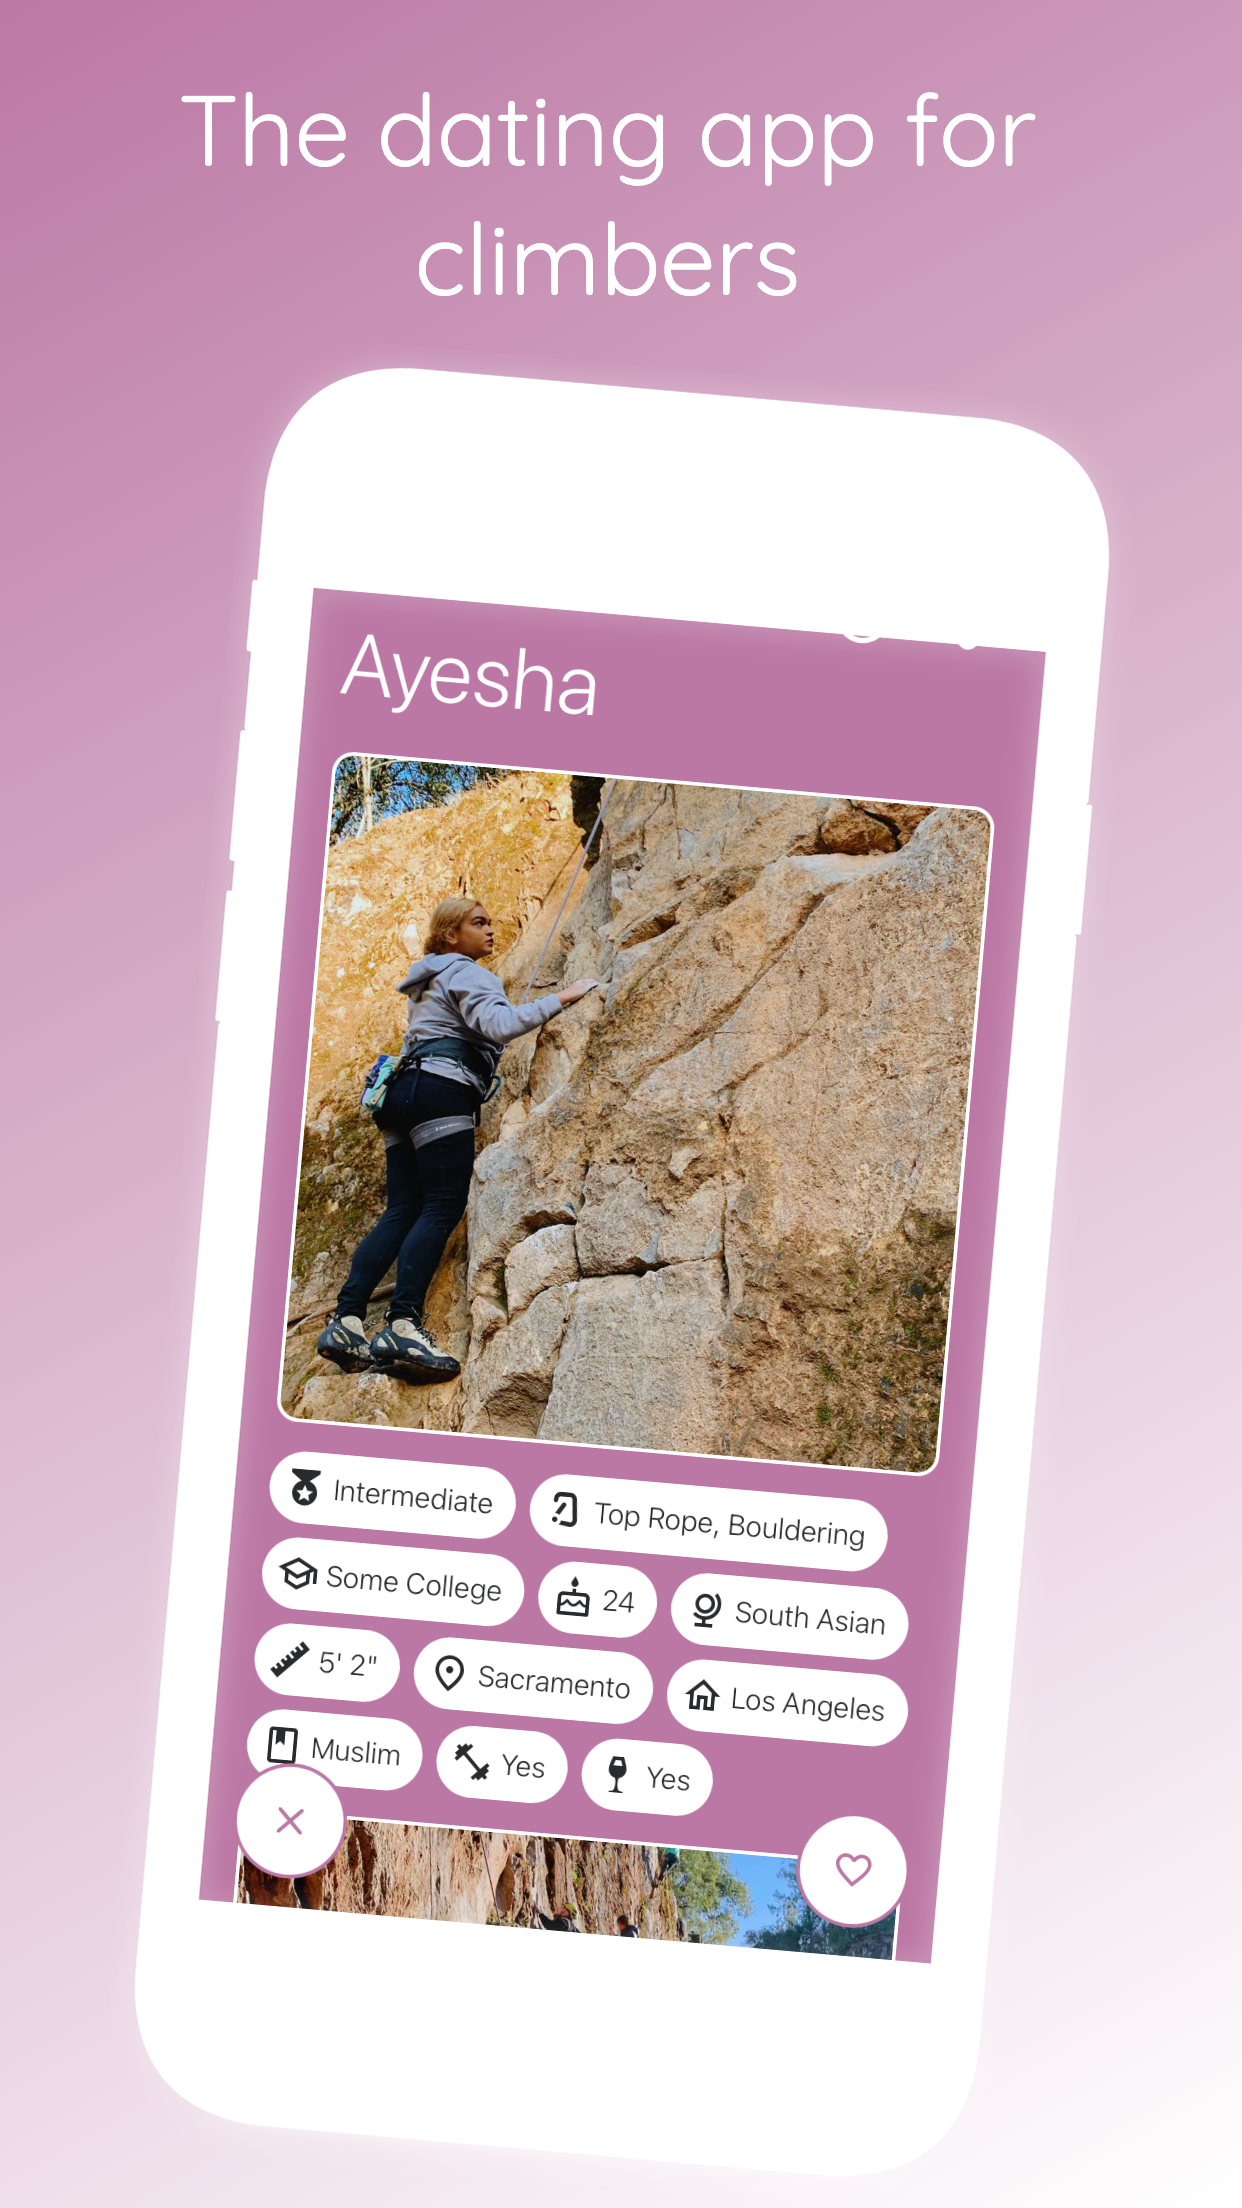 The dating app for
climbers
Ayesha
Intermediate
Top Rope, Bouldering
Some College
24
South Asian
5' 2"
Sacramento
Los Angeles
Muslim
Yes
Yes